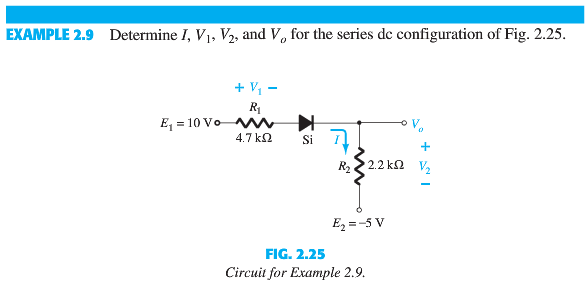 EXAMPLE 2.9 Determine I, V₁, V₂, and Vₒ for the series dc configuration of Fig. 2.25.
+ V₁ −
R₁
E₁ = 10 V
4.7 kΩ
Si
I
Vₒ
+
R₂
2.2 kΩ
V₂
−
E₂ = −5 V
FIG. 2.25
Circuit for Example 2.9.